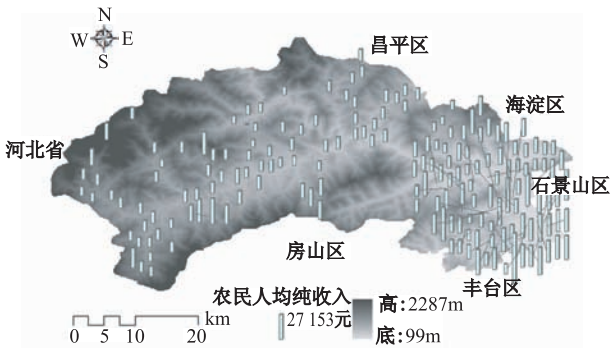 N
W E
S
昌平区
海淀区
河北省
石景山区
房山区
丰台区
农民人均纯收入
27 153元
高:2287m
底:99m
km
0 5 10 20